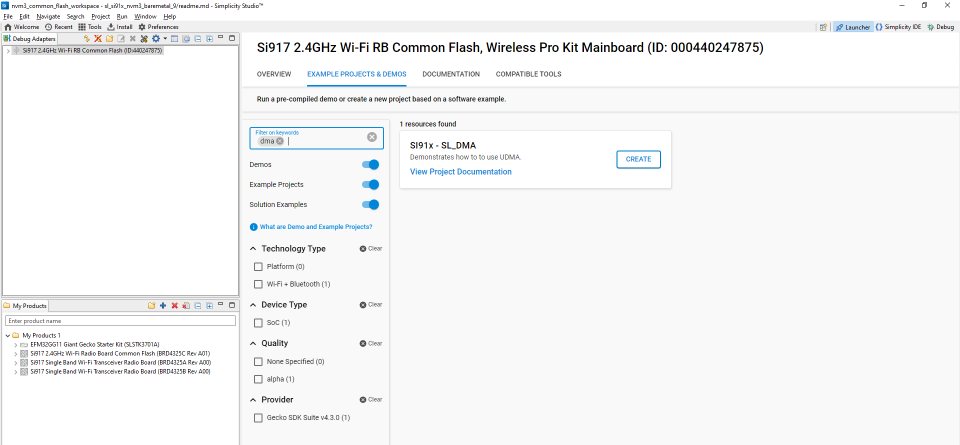 nvm3_common_flash_workspace - sl_si91x_nvm3_baremetal_9/readme.md - Simplicity Studio™
File Edit Navigate Search Project Run Window Help
Welcome Recent Tools Install Preferences
Launcher Simplicity IDE Debug
Debug Adapters
Si917 2.4GHz Wi-Fi RB Common Flash (ID:440247875)
My Products
Enter product name
My Products 1
EFM32GG11 Giant Gecko Starter Kit (SLSTK3701A)
Si917 2.4GHz Wi-Fi Radio Board Common Flash (BRD4325C Rev A01)
Si917 Single Band Wi-Fi Transceiver Radio Board (BRD4325A Rev A00)
Si917 Single Band Wi-Fi Transceiver Radio Board (BRD4325B Rev A00)
Si917 2.4GHz Wi-Fi RB Common Flash, Wireless Pro Kit Mainboard (ID: 000440247875)
OVERVIEW EXAMPLE PROJECTS & DEMOS DOCUMENTATION COMPATIBLE TOOLS
Run a pre-compiled demo or create a new project based on a software example.
Filter on keywords
dma
Demos
Example Projects
Solution Examples
What are Demo and Example Projects?
Technology Type Clear
Platform (0)
Wi-Fi + Bluetooth (1)
Device Type Clear
SoC (1)
Quality Clear
None Specified (0)
alpha (1)
Provider Clear
Gecko SDK Suite v4.3.0 (1)
1 resources found
SI91x - SL_DMA
Demonstrates how to to use UDMA.
View Project Documentation
CREATE